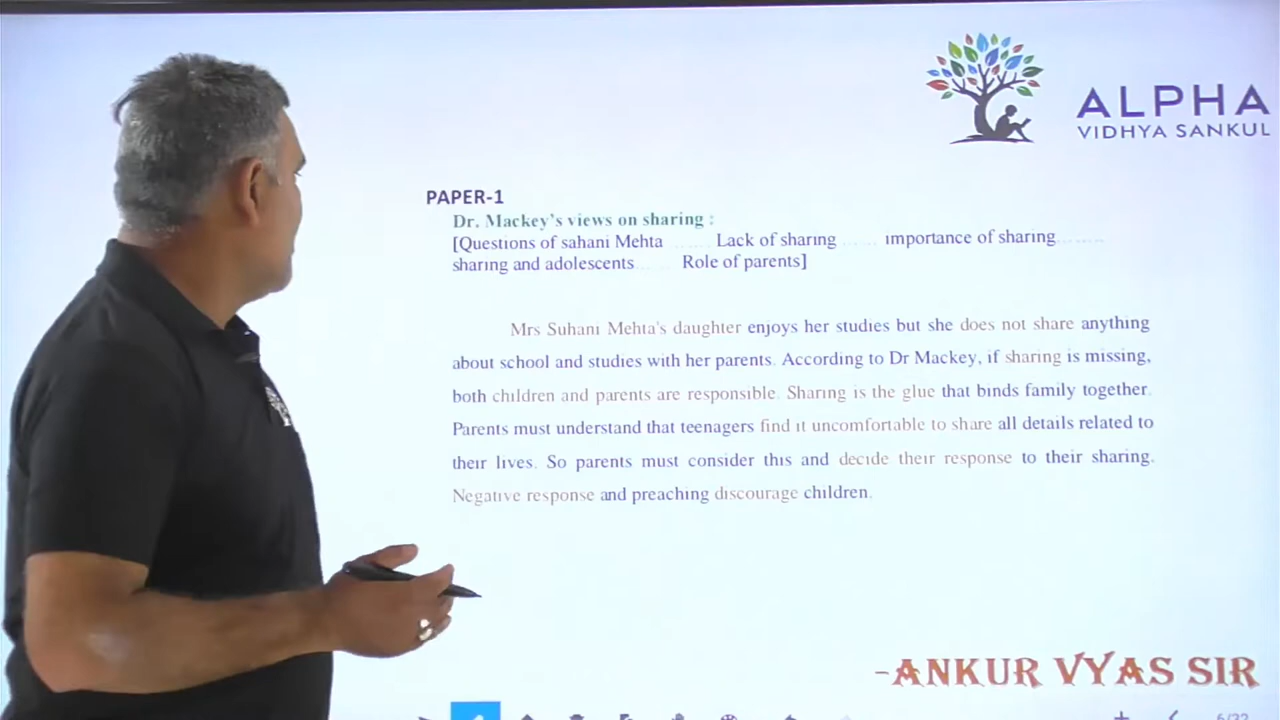 ALPHA
VIDHYA SANKUL
PAPER-1
Dr. Mackey's views on sharing :
[Questions of sahani Mehta ...... Lack of sharing ...... importance of sharing........
sharing and adolescents...... Role of parents]
Mrs Suhani Mehta's daughter enjoys her studies but she does not share anything
about school and studies with her parents. According to Dr Mackey, if sharing is missing,
both children and parents are responsible. Sharing is the glue that binds family together.
Parents must understand that teenagers find it uncomfortable to share all details related to
their lives. So parents must consider this and decide their response to their sharing.
Negative response and preaching discourage children.
-ANKUR VYAS SIR